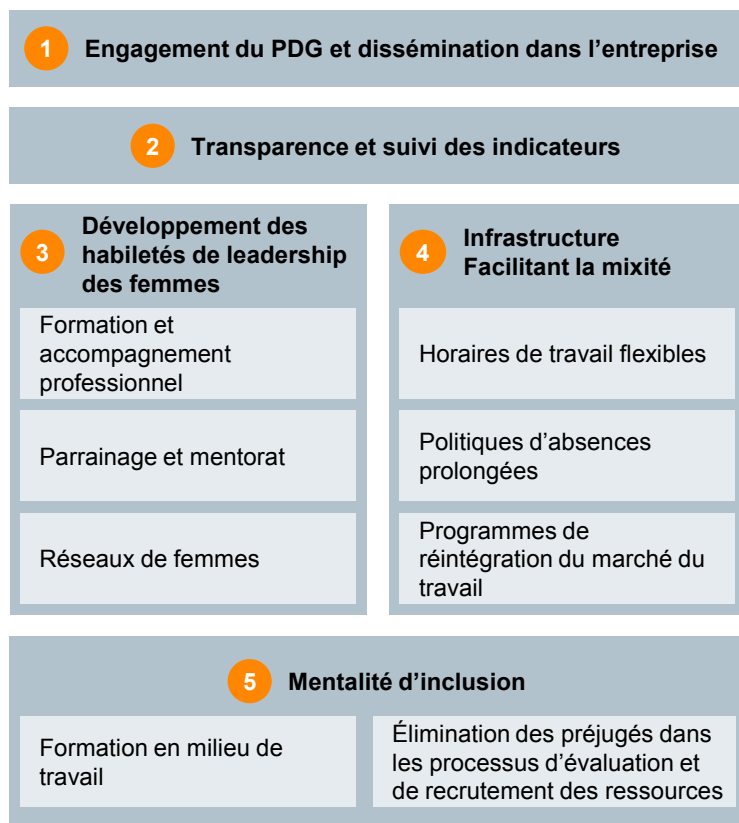 1 Engagement du PDG et dissémination dans l’entreprise
2 Transparence et suivi des indicateurs
3
Développement des
habiletés de leadership
des femmes
Formation et
accompagnement
professionnel
Parrainage et mentorat
Réseaux de femmes
4
Infrastructure
Facilitant la mixité
Horaires de travail flexibles
Politiques d’absences
prolongées
Programmes de
réintégration du marché du
travail
5 Mentalité d’inclusion
Formation en milieu de
travail
Élimination des préjugés dans
les processus d’évaluation et
de recrutement des ressources